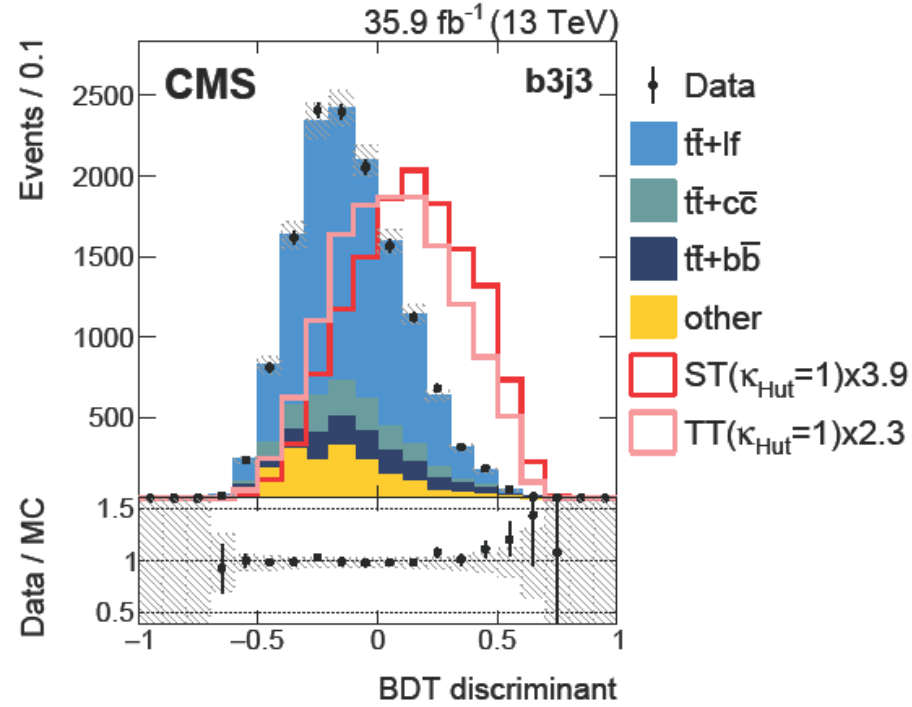 35.9 fb⁻¹ (13 TeV)
Events / 0.1
CMS
b3j3
2500
2000
1500
1000
500
Data
tt̄+lf
tt̄+cc̄
tt̄+bb̄
other
ST(κ_Hut=1)x3.9
TT(κ_Hut=1)x2.3
Data / MC
1.5
1
0.5
−1 −0.5 0 0.5 1
BDT discriminant